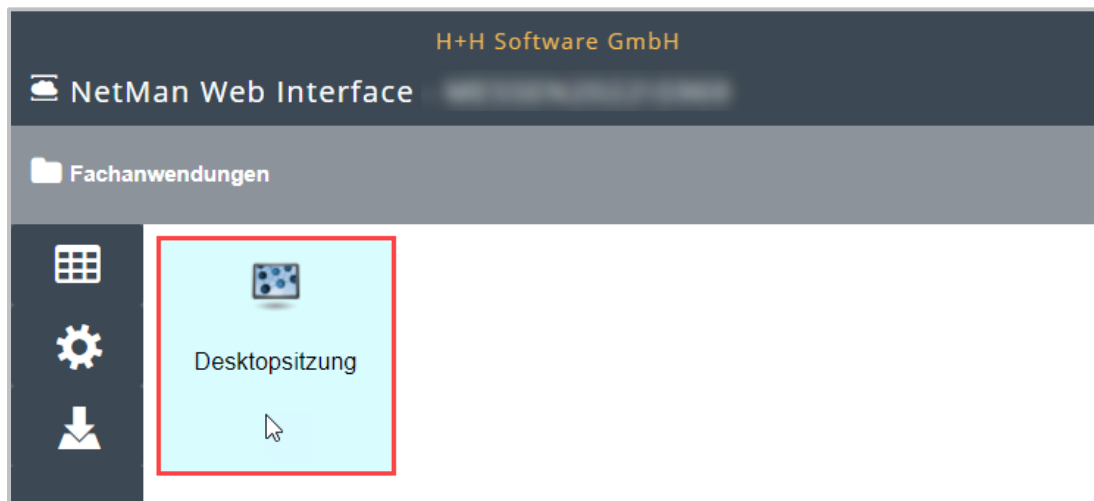 H+H Software GmbH
NetMan Web Interface -
Fachanwendungen
Desktopsitzung